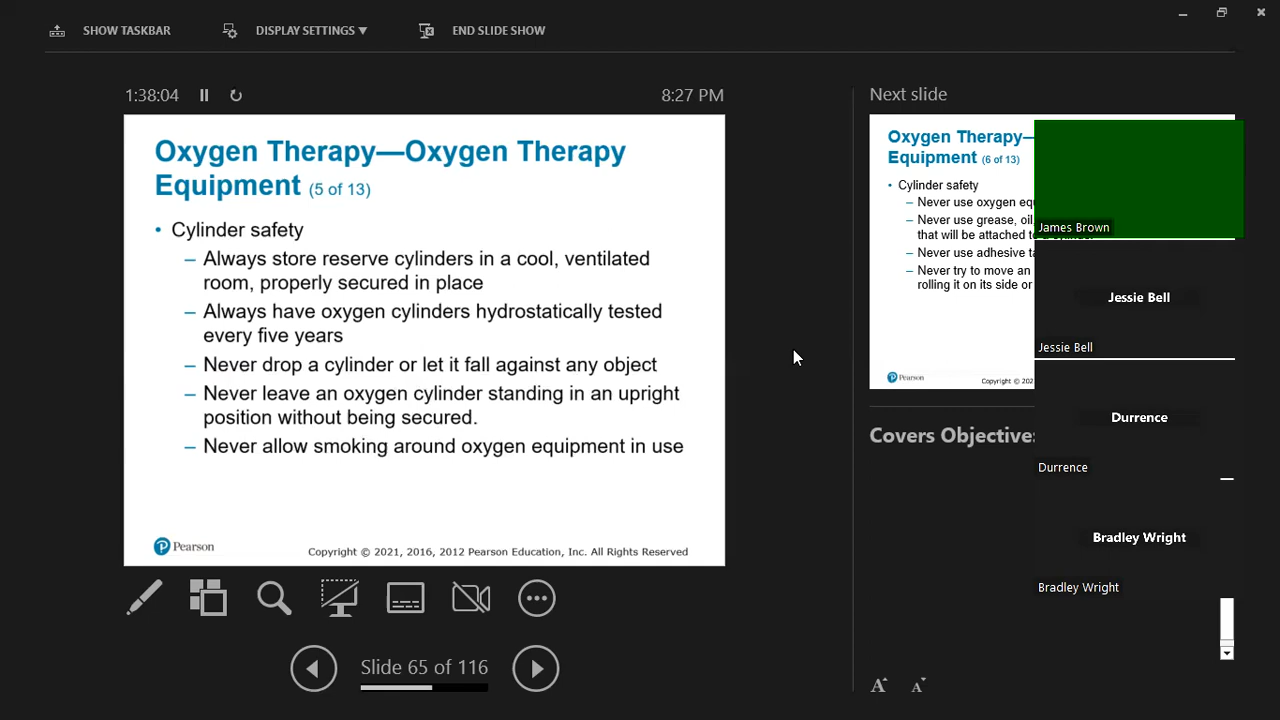 SHOW TASKBAR
DISPLAY SETTINGS ▼
END SLIDE SHOW
1:38:04
8:27 PM
Oxygen Therapy—Oxygen Therapy
Equipment (5 of 13)
• Cylinder safety
– Always store reserve cylinders in a cool, ventilated
room, properly secured in place
– Always have oxygen cylinders hydrostatically tested
every five years
– Never drop a cylinder or let it fall against any object
– Never leave an oxygen cylinder standing in an upright
position without being secured.
– Never allow smoking around oxygen equipment in use
Pearson
Copyright © 2021, 2016, 2012 Pearson Education, Inc. All Rights Reserved
Slide 65 of 116
Next slide
Oxygen Therapy—
Equipment (6 of 13)
• Cylinder safety
– Never use oxygen
– Never use grease, oil,
that will be attached
– Never use adhesive
– Never try to move an
rolling it on its side or
Pearson
Copyright ©
Covers
James Brown
Jessie Bell
Jessie Bell
Durrence
Durrence
Bradley Wright
Bradley Wright
A A